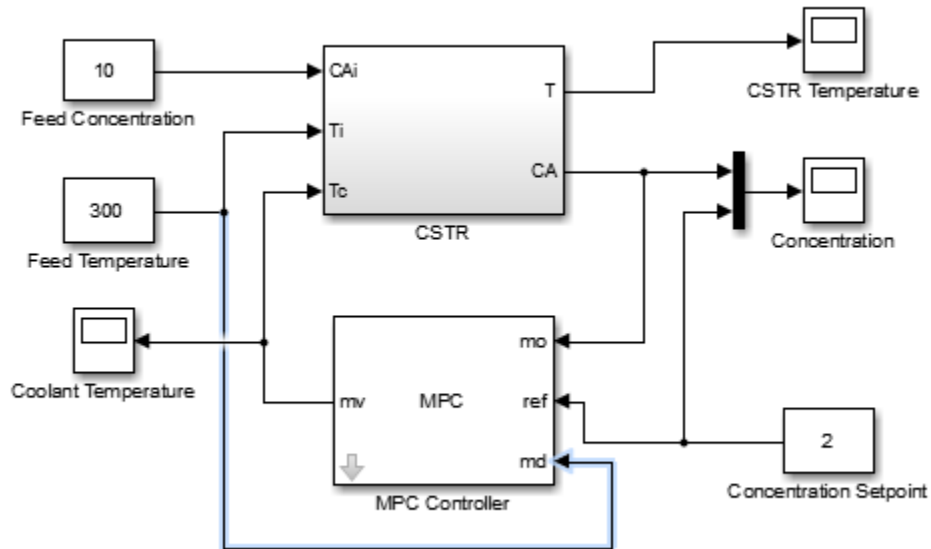 10
Feed Concentration
300
Feed Temperature
Coolant Temperature
CAi
Ti
Tc
T
CA
CSTR
CSTR Temperature
Concentration
mv
MPC
mo
ref
md
MPC Controller
2
Concentration Setpoint